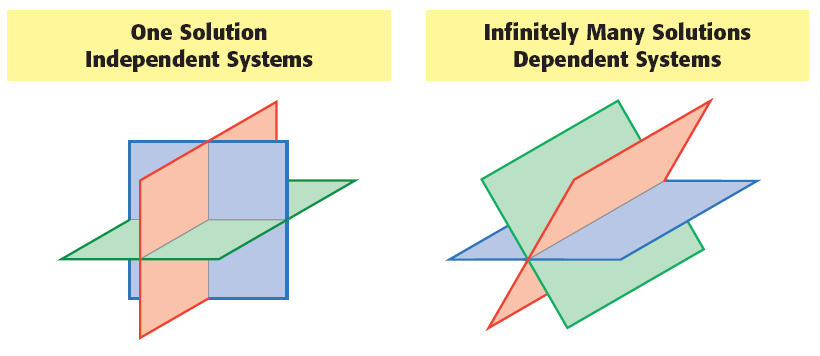 One Solution
Independent Systems
Infinitely Many Solutions
Dependent Systems